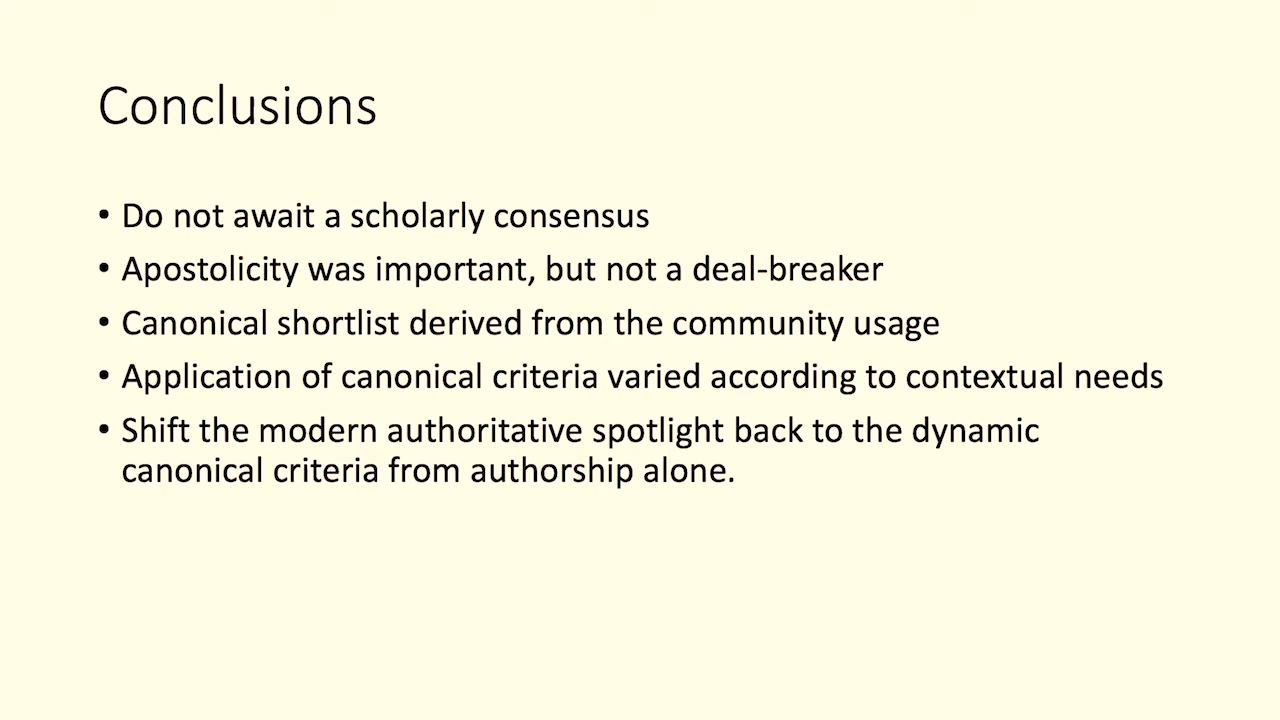 Conclusions
• Do not await a scholarly consensus
• Apostolicity was important, but not a deal-breaker
• Canonical shortlist derived from the community usage
• Application of canonical criteria varied according to contextual needs
• Shift the modern authoritative spotlight back to the dynamic
canonical criteria from authorship alone.